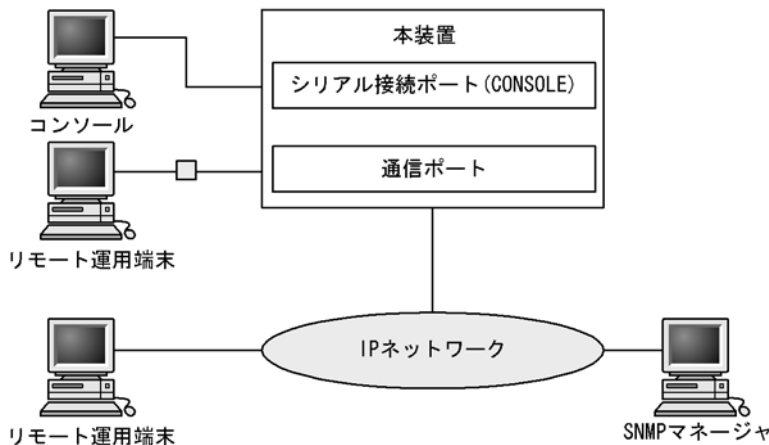 本装置
シリアル接続ポート(CONSOLE)
コンソール
通信ポート
リモート運用端末
IPネットワーク
リモート運用端末
SNMPマネージャ